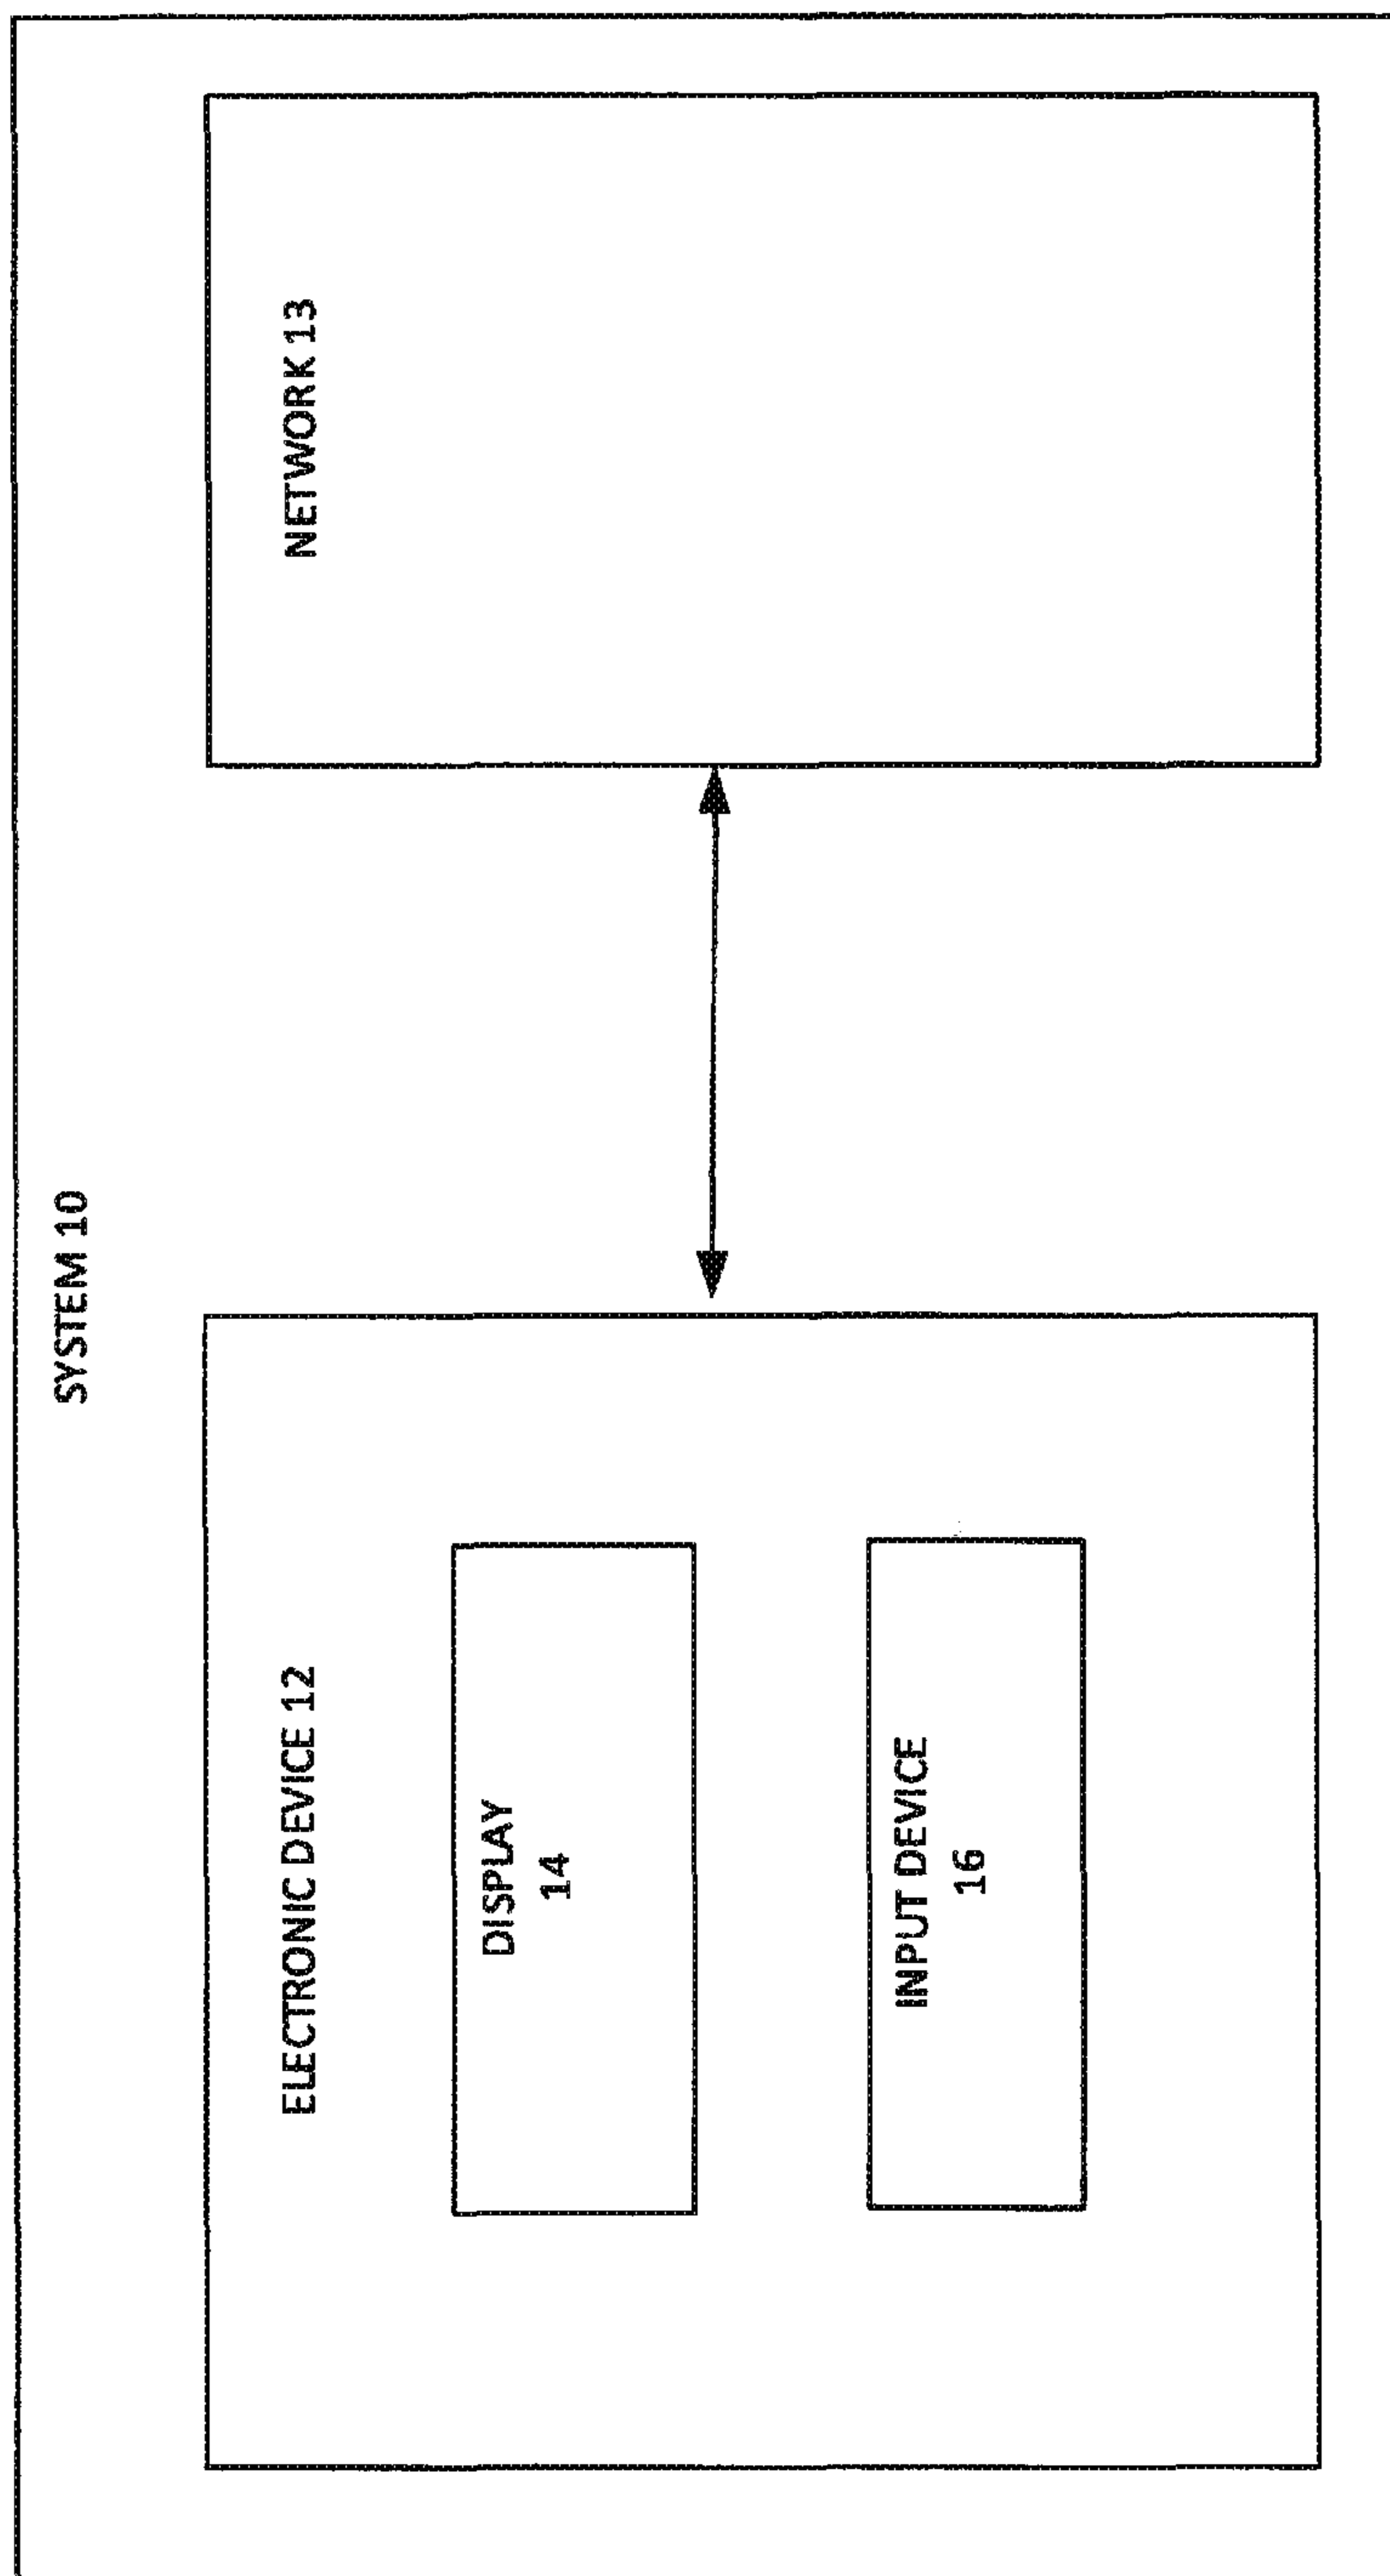 SYSTEM 10
ELECTRONIC DEVICE 12
DISPLAY
14
INPUT DEVICE
16
NETWORK 13